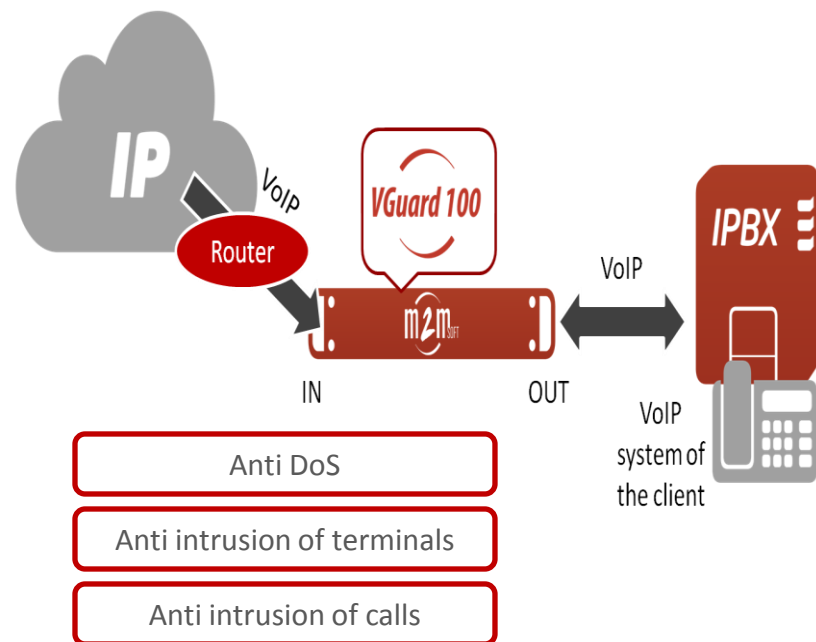 IP
VoIP
Router
VGuard 100
m2m SOFT
IN
OUT
VoIP
IPBX
VoIP
system of
the client
Anti DoS
Anti intrusion of terminals
Anti intrusion of calls